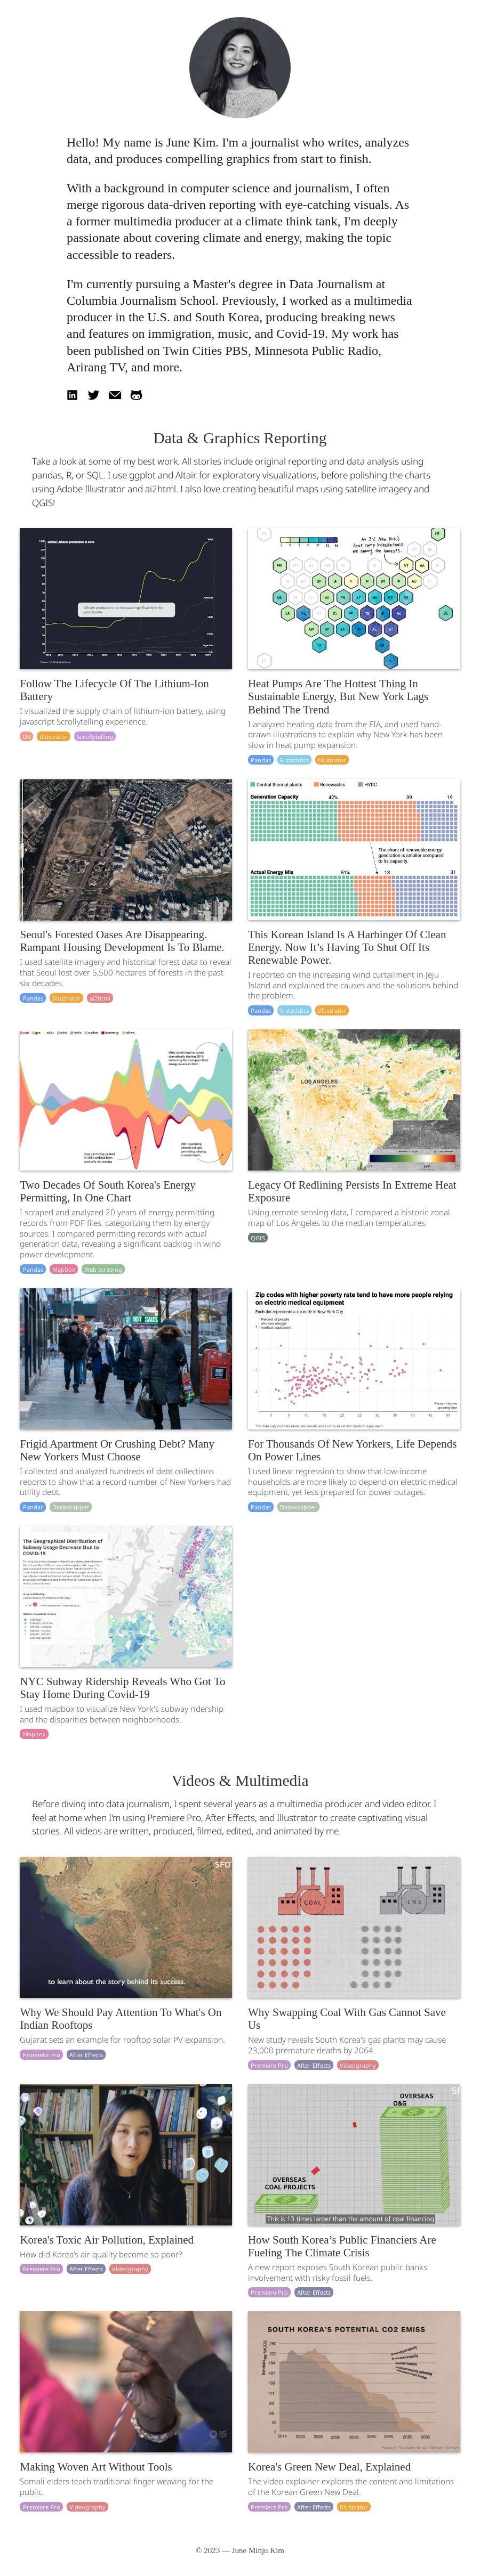 Hello! My name is June Kim. I'm a journalist who writes, analyzes
data, and produces compelling graphics from start to finish.
With a background in computer science and journalism, I often
merge rigorous data-driven reporting with eye-catching visuals. As
a former multimedia producer at a climate think tank, I'm deeply
passionate about covering climate and energy, making the topic
accessible to readers.
I'm currently pursuing a Master's degree in Data Journalism at
Columbia Journalism School. Previously, I worked as a multimedia
producer in the U.S. and South Korea, producing breaking news
and features on immigration, music, and Covid-19. My work has
been published on Twin Cities PBS, Minnesota Public Radio,
Arirang TV, and more.
Data & Graphics Reporting
Take a look at some of my best work. All stories include original reporting and data analysis using
pandas, R, or SQL. I use ggplot and Altair for exploratory visualizations, before polishing the charts
using Adobe Illustrator and ai2html. I also love creating beautiful maps using satellite imagery and
QGIS!
Global Lithium production in tons
Lithium production has increased significantly in the
past decade.
Follow The Lifecycle Of The Lithium-Ion
Battery
I visualized the supply chain of lithium-ion battery, using
javascript Scrollytelling experience.
D3 Illustrator Scrollytelling
As 3% New York's
heat pump installations
are among the lowest.
Heat Pumps Are The Hottest Thing In
Sustainable Energy, But New York Lags
Behind The Trend
I analyzed heating data from the EIA, and used hand-
drawn illustrations to explain why New York has been
slow in heat pump expansion.
Pandas R statistics Illustrator
Seoul's Forested Oases Are Disappearing.
Rampant Housing Development Is To Blame.
I used satellite imagery and historical forest data to reveal
that Seoul lost over 5,500 hectares of forests in the past
six decades.
Pandas Illustrator ai2html
Central thermal plants Renewables HVEC
Generation Capacity 42% 39 19
The share of renewable energy
generation is smaller compared
to its capacity.
Actual Energy Mix 51% 18 31
This Korean Island Is A Harbinger Of Clean
Energy. Now It’s Having To Shut Off Its
Renewable Power.
I reported on the increasing wind curtailment in Jeju
Island and explained the causes and the solutions behind
the problem.
Pandas R statistics Illustrator
coal gas solar wind hydro nuclear bioenergy others
Two Decades Of South Korea's Energy
Permitting, In One Chart
I scraped and analyzed 20 years of energy permitting
records from PDF files, categorizing them by energy
sources. I compared permitting records with actual
generation data, revealing a significant backlog in wind
power development.
Pandas Mapbox Web scraping
LOS ANGELES
Legacy Of Redlining Persists In Extreme Heat
Exposure
Using remote sensing data, I compared a historic zonal
map of Los Angeles to the median temperatures.
QGIS
Frigid Apartment Or Crushing Debt? Many
New Yorkers Must Choose
I collected and analyzed hundreds of debt collections
reports to show that a record number of New Yorkers had
utility debt.
Pandas Datawrapper
Zip codes with higher poverty rate tend to have more people relying
on electric medical equipment
Each dot represents a zip code in New York City.
Percent of people
who use electric
medical equipment
Percent below
poverty line
For Thousands Of New Yorkers, Life Depends
On Power Lines
I used linear regression to show that low-income
households are more likely to depend on electric medical
equipment, yet less prepared for power outages.
Pandas Datawrapper
The Geographical Distribution of
Subway Usage Decrease Due to
COVID-19
NYC Subway Ridership Reveals Who Got To
Stay Home During Covid-19
I used mapbox to visualize New York's subway ridership
and the disparities between neighborhoods.
Mapbox
Videos & Multimedia
Before diving into data journalism, I spent several years as a multimedia producer and video editor. I
feel at home when I'm using Premiere Pro, After Effects, and Illustrator to create captivating visual
stories. All videos are written, produced, filmed, edited, and animated by me.
to learn about the story behind its success.
Why We Should Pay Attention To What's On
Indian Rooftops
Gujarat sets an example for rooftop solar PV expansion.
Premiere Pro After Effects
COAL LNG
Why Swapping Coal With Gas Cannot Save
Us
New study reveals South Korea's gas plants may cause
23,000 premature deaths by 2064.
Premiere Pro After Effects Videography
Korea's Toxic Air Pollution, Explained
How did Korea's air quality become so poor?
Premiere Pro After Effects Videography
OVERSEAS
O&G
OVERSEAS
COAL PROJECTS
This is 13 times larger than the amount of coal financing
How South Korea’s Public Financiers Are
Fueling The Climate Crisis
A new report exposes South Korean public banks'
involvement with risky fossil fuels.
Premiere Pro After Effects
Making Woven Art Without Tools
Somali elders teach traditional finger weaving for the
public.
Premiere Pro Videography
SOUTH KOREA'S POTENTIAL CO2 EMISS
Korea's Green New Deal, Explained
The video explainer explores the content and limitations
of the Korean Green New Deal.
Premiere Pro After Effects Illustrator
© 2023 — June Minju Kim